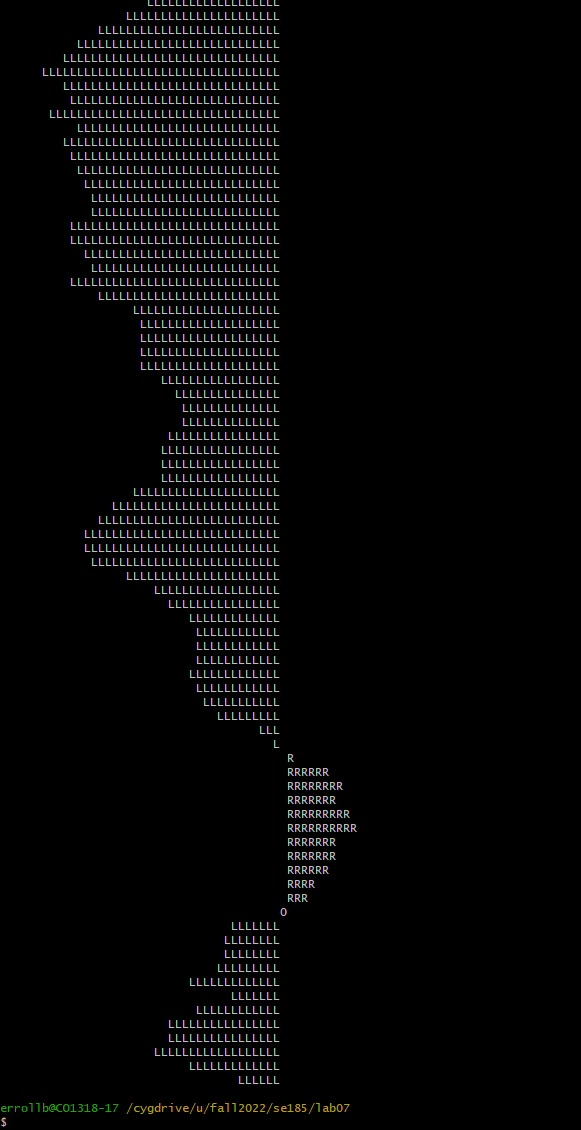 LLLLLLLLLLLLLLLLLLL
LLLLLLLLLLLLLLLLLLLLLL
LLLLLLLLLLLLLLLLLLLLLLLLLL
LLLLLLLLLLLLLLLLLLLLLLLLLLLLL
LLLLLLLLLLLLLLLLLLLLLLLLLLLLLLL
LLLLLLLLLLLLLLLLLLLLLLLLLLLLLLLLLL
LLLLLLLLLLLLLLLLLLLLLLLLLLLLLLL
LLLLLLLLLLLLLLLLLLLLLLLLLLLLLL
LLLLLLLLLLLLLLLLLLLLLLLLLLLLLLLLL
LLLLLLLLLLLLLLLLLLLLLLLLLLLLL
LLLLLLLLLLLLLLLLLLLLLLLLLLLLLLL
LLLLLLLLLLLLLLLLLLLLLLLLLLLLLL
LLLLLLLLLLLLLLLLLLLLLLLLLLLLL
LLLLLLLLLLLLLLLLLLLLLLLLLLLL
LLLLLLLLLLLLLLLLLLLLLLLLLLL
LLLLLLLLLLLLLLLLLLLLLLLLLLL
LLLLLLLLLLLLLLLLLLLLLLLLLLLLLL
LLLLLLLLLLLLLLLLLLLLLLLLLLLLLL
LLLLLLLLLLLLLLLLLLLLLLLLLLLL
LLLLLLLLLLLLLLLLLLLLLLLLLLL
LLLLLLLLLLLLLLLLLLLLLLLLLLLLLL
LLLLLLLLLLLLLLLLLLLLLLLLLL
LLLLLLLLLLLLLLLLLLLLL
LLLLLLLLLLLLLLLLLLLL
LLLLLLLLLLLLLLLLLLLL
LLLLLLLLLLLLLLLLLLLL
LLLLLLLLLLLLLLLLLLLL
LLLLLLLLLLLLLLLLL
LLLLLLLLLLLLLLL
LLLLLLLLLLLLLL
LLLLLLLLLLLLLL
LLLLLLLLLLLLLLLL
LLLLLLLLLLLLLLLLL
LLLLLLLLLLLLLLLLL
LLLLLLLLLLLLLLLLL
LLLLLLLLLLLLLLLLLLLLL
LLLLLLLLLLLLLLLLLLLLLLLL
LLLLLLLLLLLLLLLLLLLLLLLLLL
LLLLLLLLLLLLLLLLLLLLLLLLLLLL
LLLLLLLLLLLLLLLLLLLLLLLLLLLL
LLLLLLLLLLLLLLLLLLLLLLLLLLL
LLLLLLLLLLLLLLLLLLLLLL
LLLLLLLLLLLLLLLLLL
LLLLLLLLLLLLLLLL
LLLLLLLLLLLLL
LLLLLLLLLLLL
LLLLLLLLLLLL
LLLLLLLLLLLL
LLLLLLLLLLLLL
LLLLLLLLLLLL
LLLLLLLLLLL
LLLLLLLLL
LLL
L
R
RRRRRR
RRRRRRRR
RRRRRRR
RRRRRRRRR
RRRRRRRRRR
RRRRRRR
RRRRRRR
RRRRRR
RRRR
RRR
O
LLLLLLL
LLLLLLLL
LLLLLLLL
LLLLLLLLL
LLLLLLLLLLLLL
LLLLLLL
LLLLLLLLLLLL
LLLLLLLLLLLLLLLL
LLLLLLLLLLLLLLLL
LLLLLLLLLLLLLLLLLL
LLLLLLLLLLLLL
LLLLLL
errollb@CO1318-17 /cygdrive/u/fall2022/se185/lab07
$